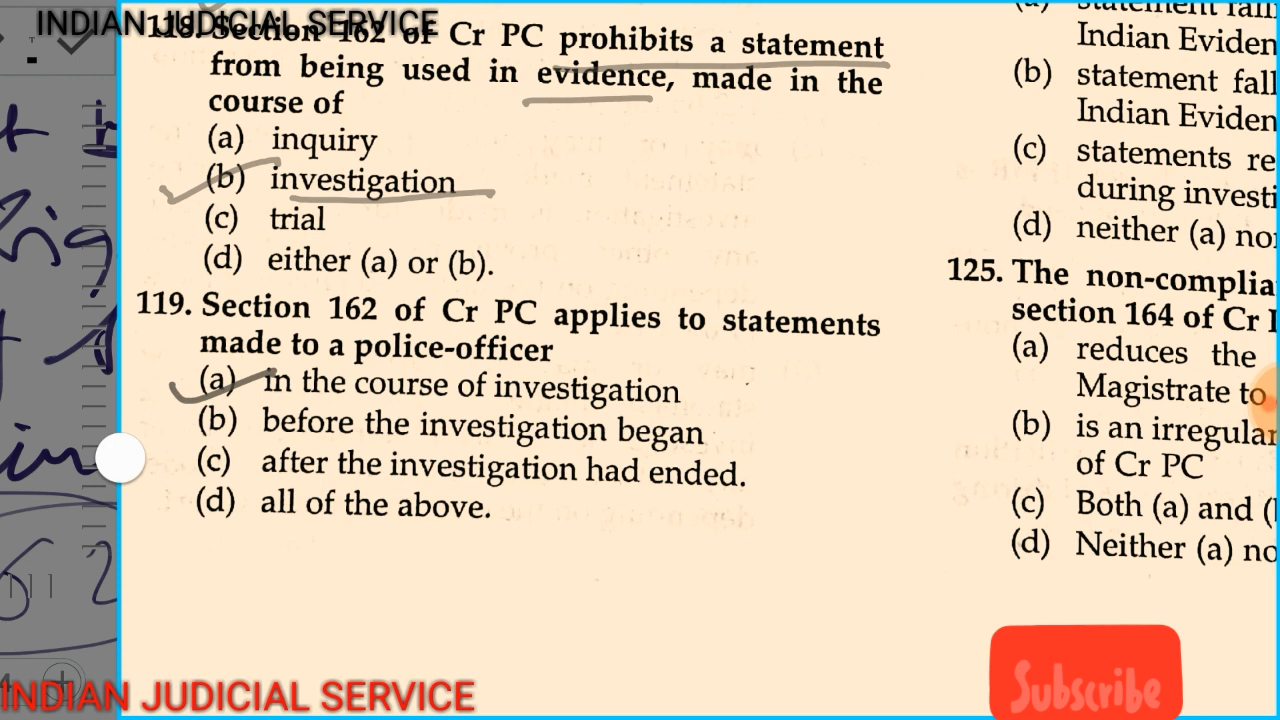 INDIAN JUDICIAL SERVICE
118. Section 162 of Cr PC prohibits a statement
from being used in evidence, made in the
course of
(a) inquiry
(b) investigation
(c) trial
(d) either (a) or (b).
119. Section 162 of Cr PC applies to statements
made to a police-officer
(a) in the course of investigation
(b) before the investigation began
(c) after the investigation had ended.
(d) all of the above.
Indian Eviden
(b) statement fall
Indian Eviden
(c) statements re
during investi
(d) neither (a) no
125. The non-complia
section 164 of Cr
(a) reduces the
Magistrate to
(b) is an irregular
of Cr PC
(c) Both (a) and (
(d) Neither (a) no
Subscribe
INDIAN JUDICIAL SERVICE